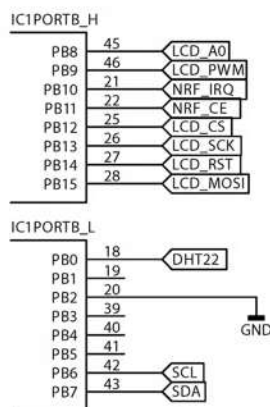 IC1PORTB_H
PB8 45 LCD_A0
PB9 46 LCD_PWM
PB10 21 NRF_IRQ
PB11 22 NRF_CE
PB12 25 LCD_CS
PB13 26 LCD_SCK
PB14 27 LCD_RST
PB15 28 LCD_MOSI
IC1PORTB_L
PB0 18 DHT22
PB1 19
PB2 20
PB3 39
PB4 40
GND
PB5 41
PB6 42 SCL
PB7 43 SDA